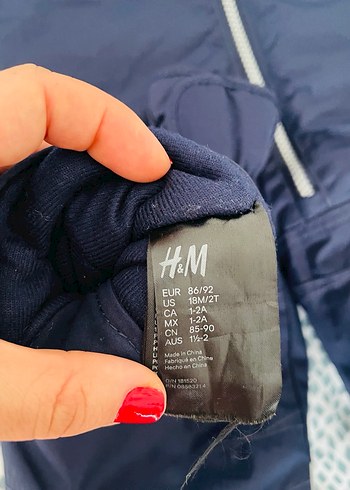 H&M
EUR 86/92
US 18M/2T
CA 1-2A
MX 1-2A
CN 85-90
AUS 1½-2
Made in China
Fabriqué en Chine
Hecho en China